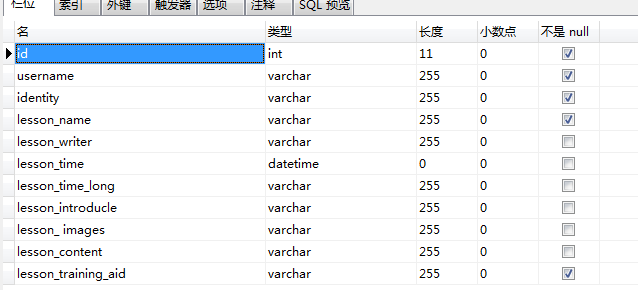 栏位 索引 外键 触发器 选项 注释 SQL 预览
名 类型 长度 小数点 不是 null
id int 11 0
username varchar 255 0
identity varchar 255 0
lesson_name varchar 255 0
lesson_writer varchar 255 0
lesson_time datetime 0 0
lesson_time_long varchar 255 0
lesson_introducle varchar 255 0
lesson_ images varchar 255 0
lesson_content varchar 255 0
lesson_training_aid varchar 255 0